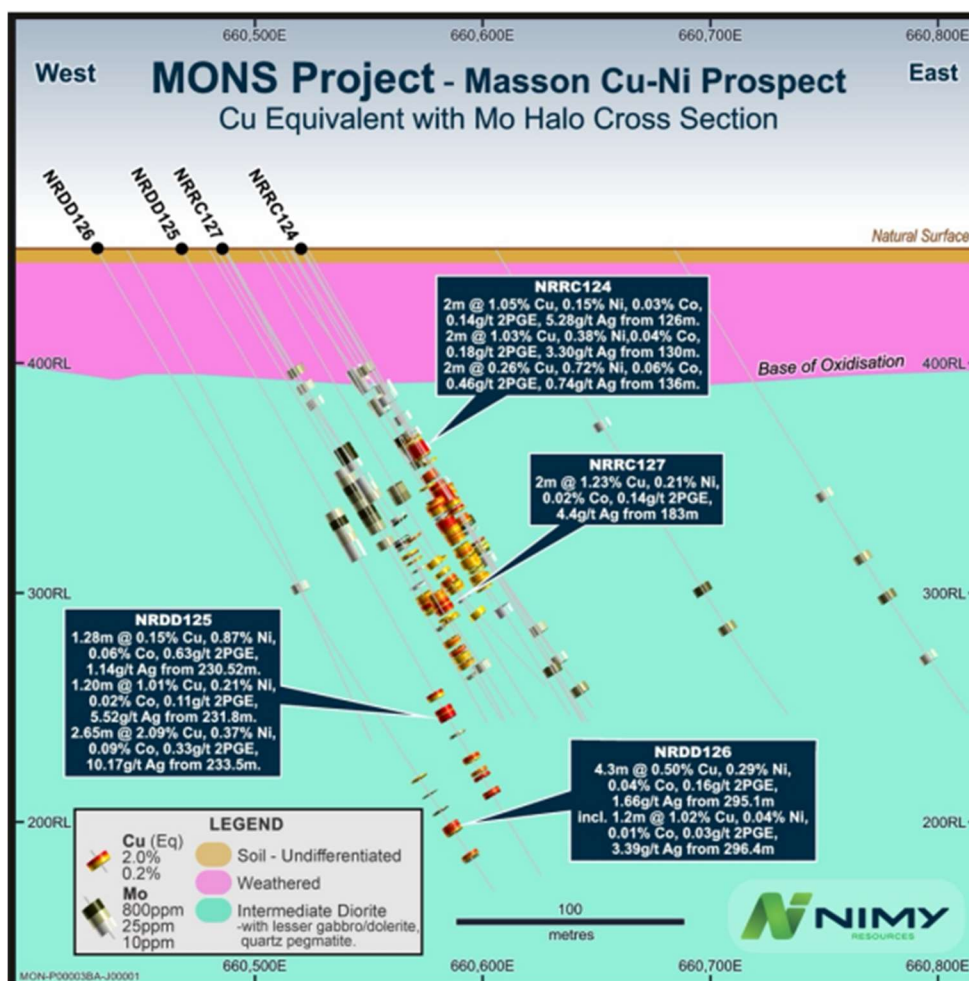 660,500E 660,600E 660,700E 660,800E
West
East
MONS Project - Masson Cu-Ni Prospect
Cu Equivalent with Mo Halo Cross Section
NRDD126
NRDD125
NRRC127
NRRC124
Natural Surface
NRRC124
2m @ 1.05% Cu, 0.15% Ni, 0.03% Co,
0.14g/t 2PGE, 5.28g/t Ag from 126m.
2m @ 1.03% Cu, 0.38% Ni,0.04% Co,
0.18g/t 2PGE, 3.30g/t Ag from 130m.
2m @ 0.26% Cu, 0.72% Ni, 0.06% Co,
0.46g/t 2PGE, 0.74g/t Ag from 136m.
400RL
Base of Oxidisation
400RL
NRRC127
2m @ 1.23% Cu, 0.21% Ni,
0.02% Co, 0.14g/t 2PGE,
4.4g/t Ag from 183m
300RL
300RL
NRDD125
1.28m @ 0.15% Cu, 0.87% Ni,
0.06% Co, 0.63g/t 2PGE,
1.14g/t Ag from 230.52m.
1.20m @ 1.01% Cu, 0.21% Ni,
0.02% Co, 0.11g/t 2PGE,
5.52g/t Ag from 231.8m.
2.65m @ 2.09% Cu, 0.37% Ni,
0.09% Co, 0.33g/t 2PGE,
10.17g/t Ag from 233.5m.
NRDD126
4.3m @ 0.50% Cu, 0.29% Ni,
0.04% Co, 0.16g/t 2PGE,
1.66g/t Ag from 295.1m
incl. 1.2m @ 1.02% Cu, 0.04% Ni,
0.01% Co, 0.03g/t 2PGE,
3.39g/t Ag from 296.4m
200RL
200RL
LEGEND
Cu (Eq)
2.0%
0.2%
Mo
800ppm
25ppm
10ppm
Soil - Undifferentiated
Weathered
Intermediate Diorite
-with lesser gabbro/dolerite,
quartz pegmatite.
100
metres
NIMY
RESOURCES
MON-P00003BA-J00001
660,500E 660,600E 660,700E 660,800E